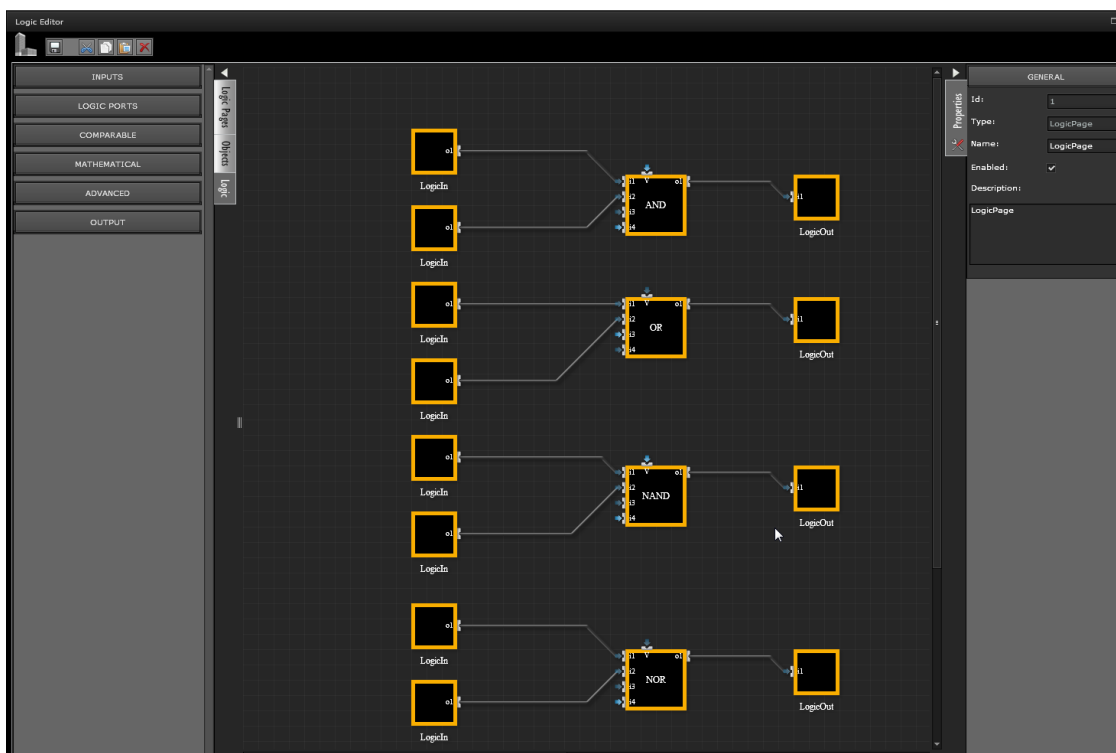 Logic Editor
INPUTS
LOGIC PORTS
COMPARABLE
MATHEMATICAL
ADVANCED
OUTPUT
Logic Pages
Objects
Logic
o1
LogicIn
o1
LogicIn
i1 V o1
i2
AND
i3
i4
i1
LogicOut
o1
LogicIn
o1
LogicIn
i1 V o1
i2
OR
i3
i4
i1
LogicOut
o1
LogicIn
o1
LogicIn
i1 V o1
i2
NAND
i3
i4
i1
LogicOut
o1
LogicIn
o1
LogicIn
i1 V o1
i2
NOR
i3
i4
i1
LogicOut
Properties
GENERAL
Id: 1
Type: LogicPage
Name: LogicPage
Enabled:
Description:
LogicPage